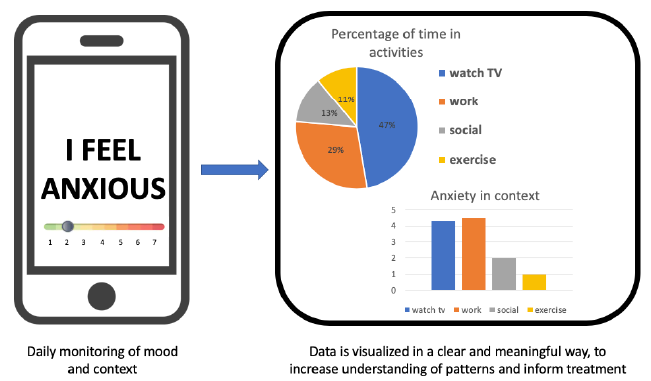 I FEEL
ANXIOUS
1 2 3 4 5 6 7
Daily monitoring of mood
and context
Percentage of time in
activities
47%
29%
13%
11%
watch TV
work
social
exercise
Anxiety in context
5
4
3
2
1
0
watch tv work social exercise
Data is visualized in a clear and meaningful way, to
increase understanding of patterns and inform treatment